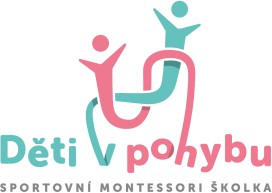 Děti v pohybu
SPORTOVNÍ MONTESSORI ŠKOLKA